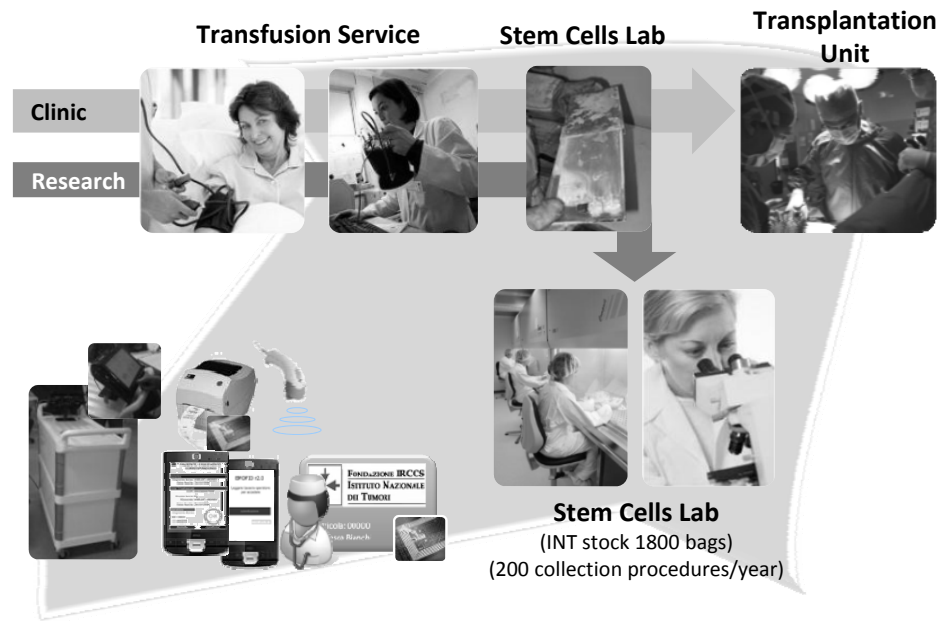 Transfusion Service
Stem Cells Lab
Transplantation
Unit
Clinic
Research
FONDAZIONE IRCCS
ISTITUTO NAZIONALE
DEI TUMORI
Stem Cells Lab
(INT stock 1800 bags)
(200 collection procedures/year)